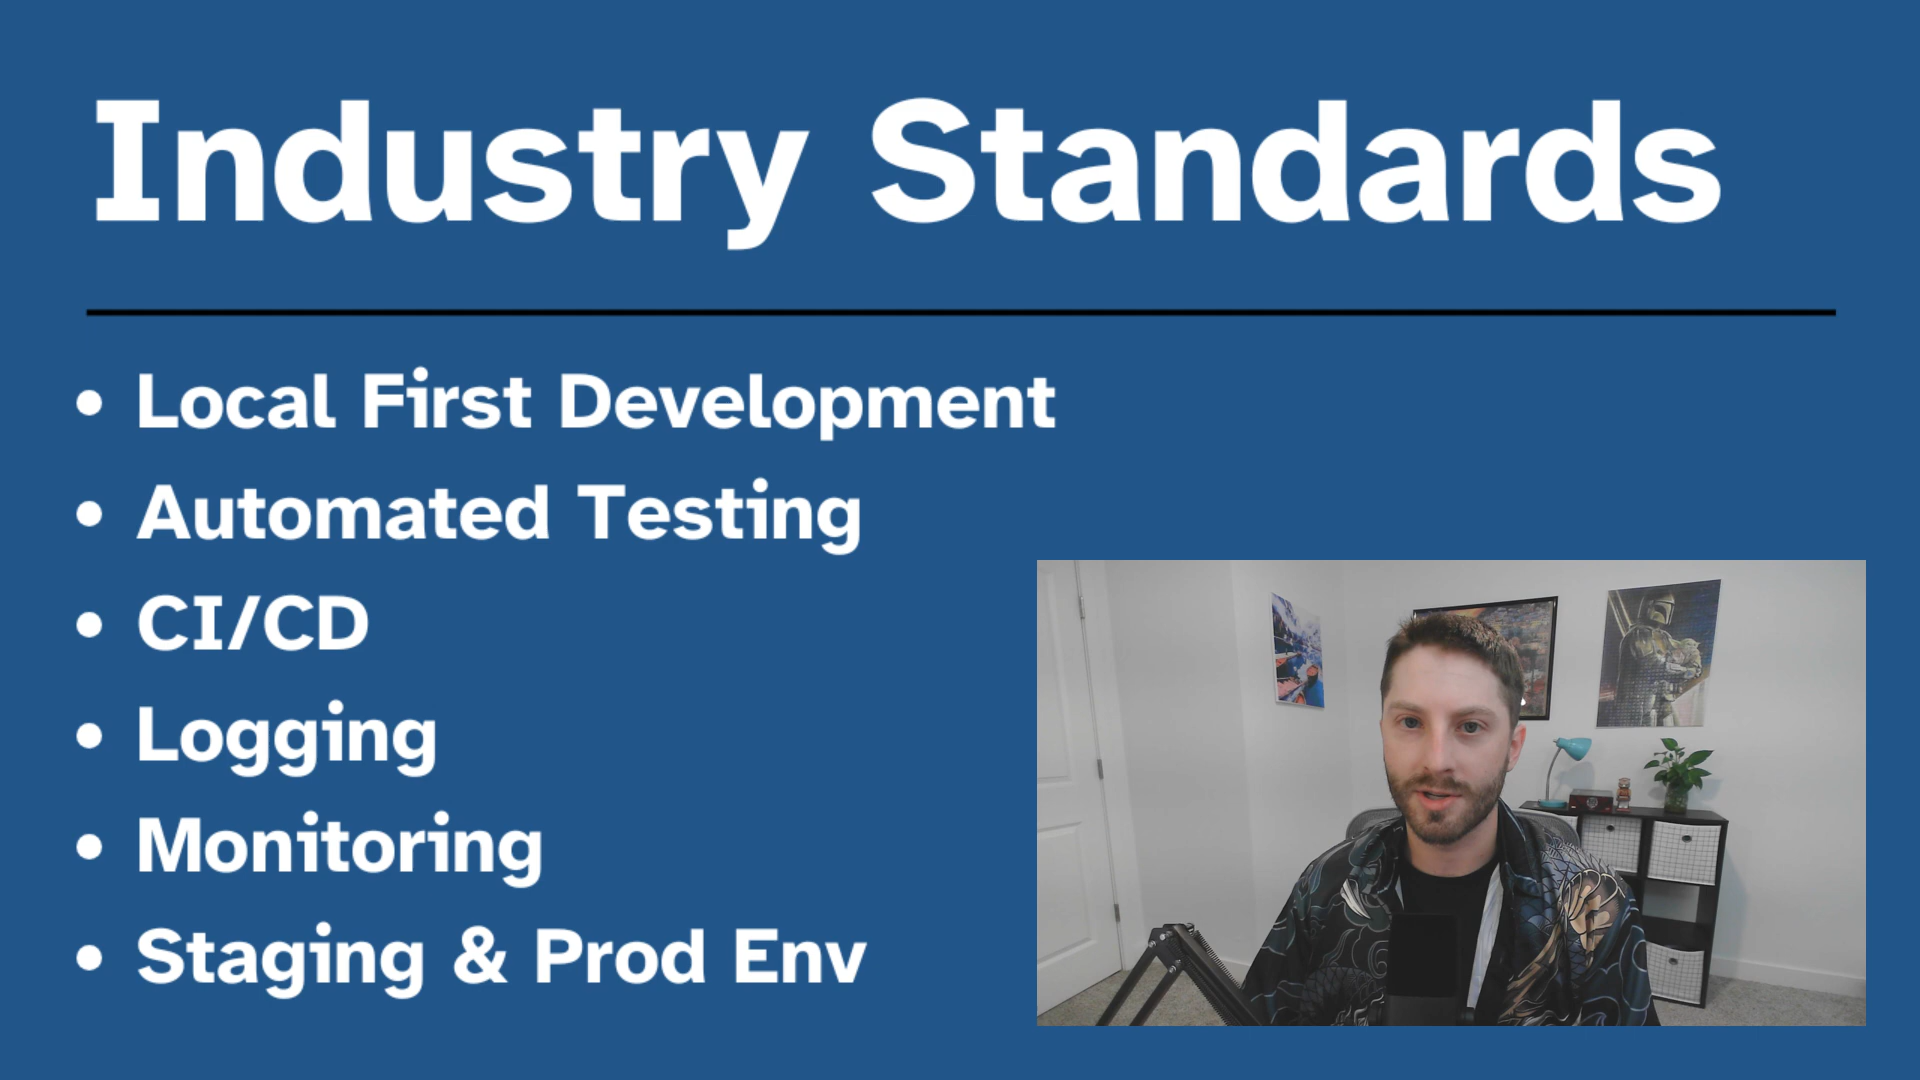 Industry Standards
• Local First Development
• Automated Testing
• CI/CD
• Logging
• Monitoring
• Staging & Prod Env